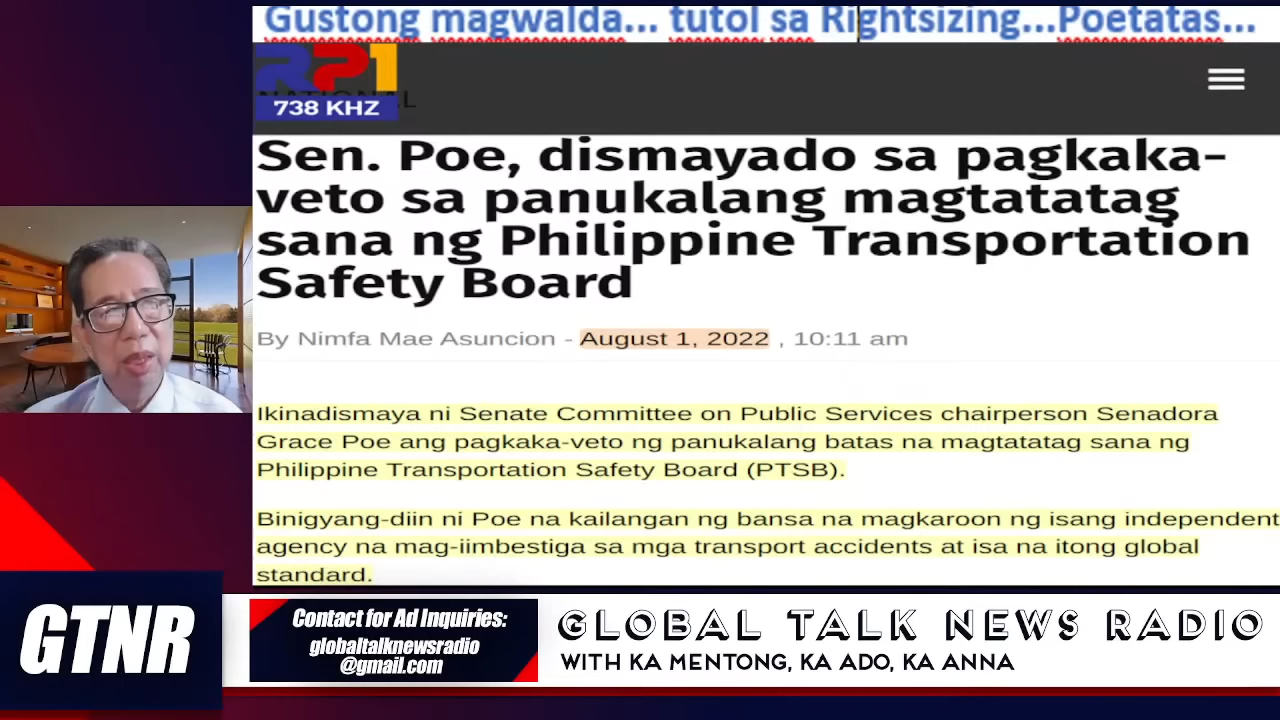 Gustong magwalda... tutol sa Rightsizing...Poetatas...
RP1
NATIONAL
738 KHZ
Sen. Poe, dismayado sa pagkaka-
veto sa panukalang magtatatag
sana ng Philippine Transportation
Safety Board
By Nimfa Mae Asuncion - August 1, 2022 , 10:11 am
Ikinadismaya ni Senate Committee on Public Services chairperson Senadora
Grace Poe ang pagkaka-veto ng panukalang batas na magtatatag sana ng
Philippine Transportation Safety Board (PTSB).
Binigyang-diin ni Poe na kailangan ng bansa na magkaroon ng isang independent
agency na mag-iimbestiga sa mga transport accidents at isa na itong global
standard.
GTNR
Contact for Ad Inquiries:
globaltalknewsradio
@gmail.com
GLOBAL TALK NEWS RADIO
WITH KA MENTONG, KA ADO, KA ANNA